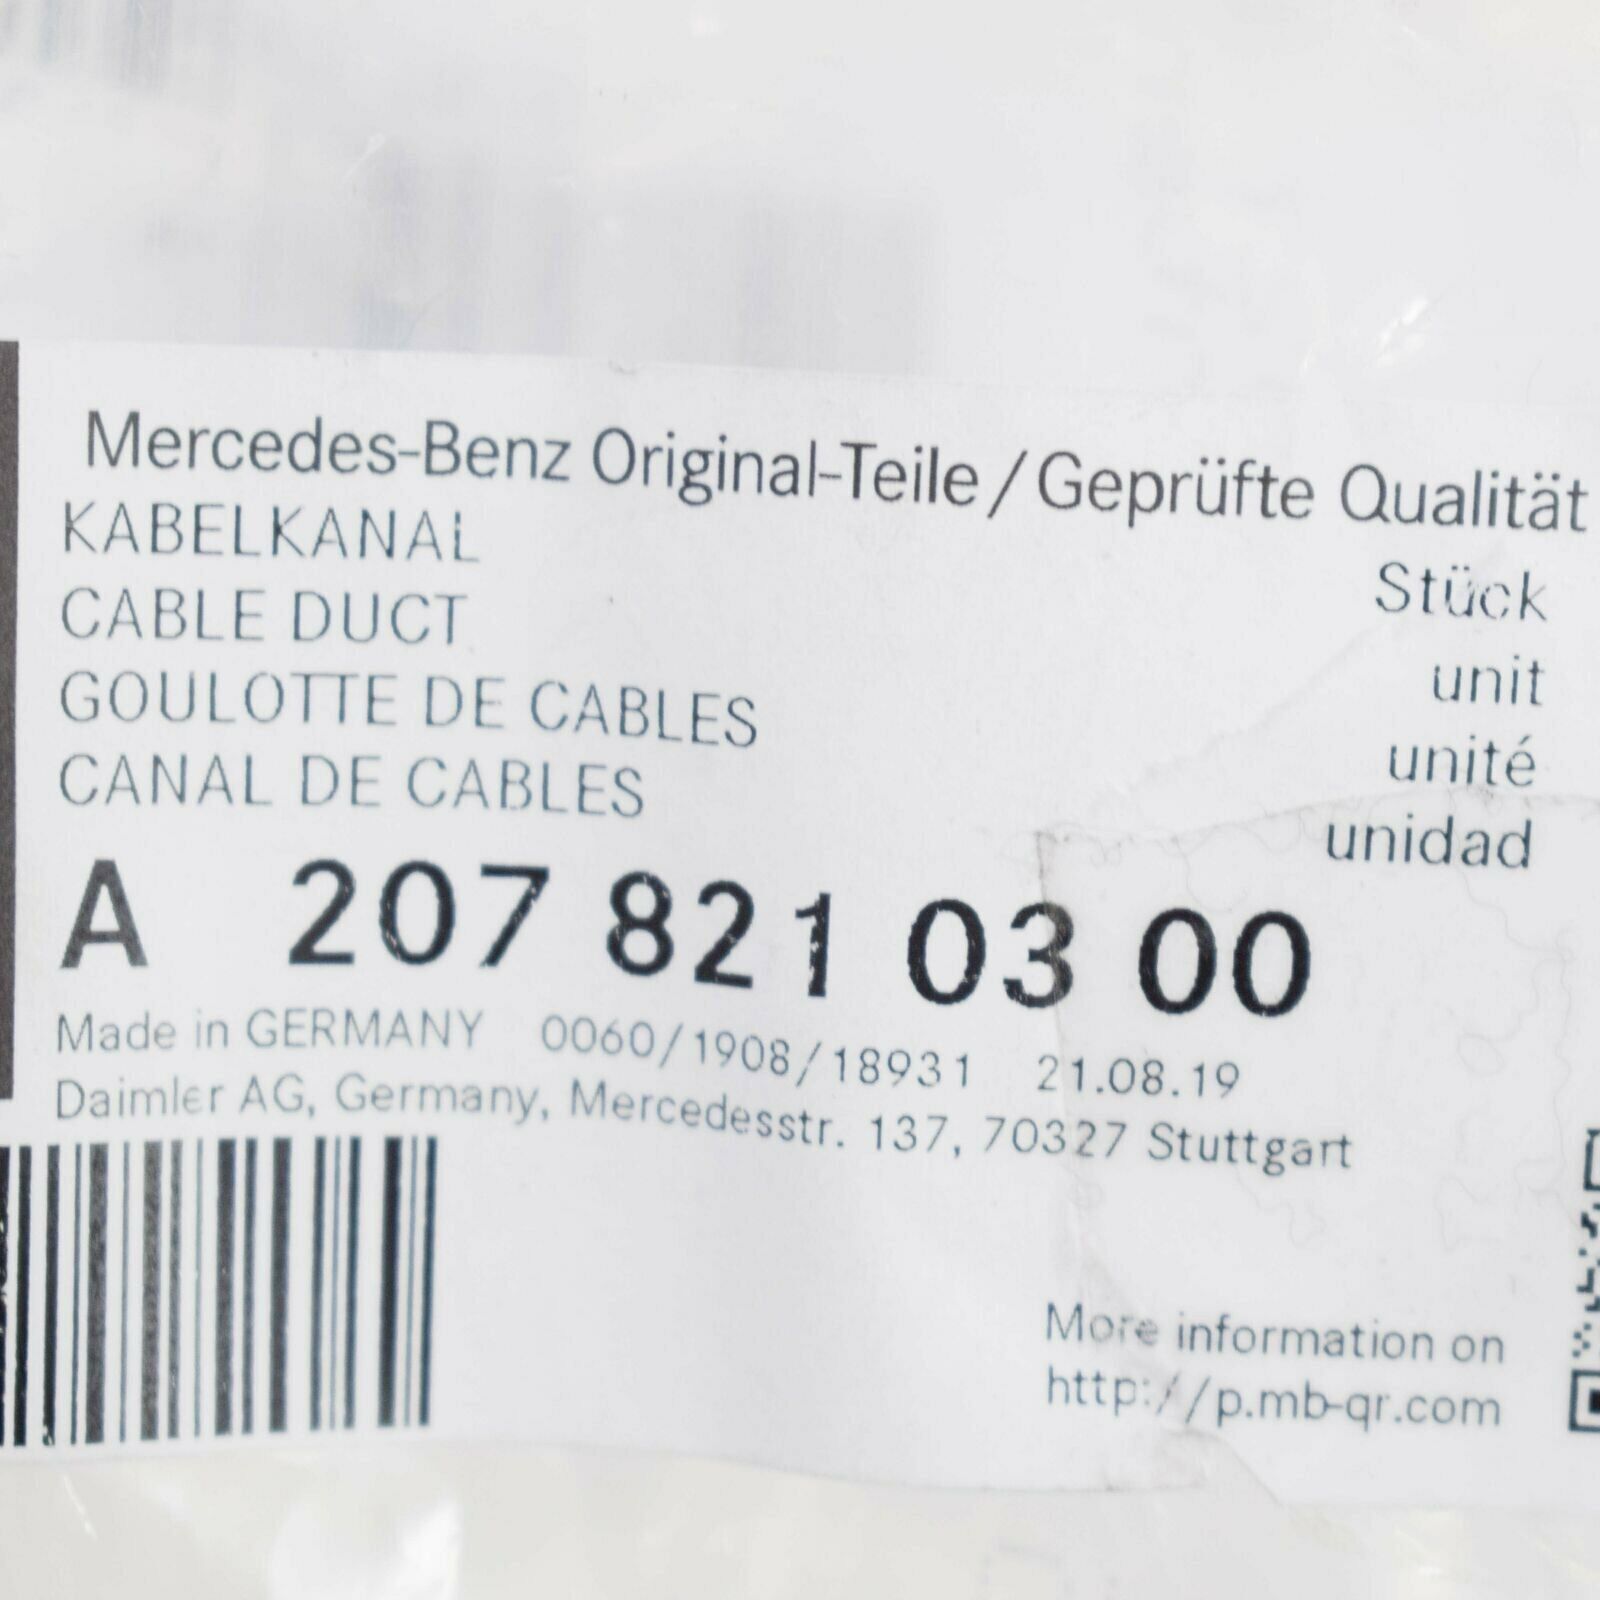 Mercedes-Benz Original-Teile / Geprüfte Qualität
KABELKANAL
CABLE DUCT
GOULOTTE DE CABLES
CANAL DE CABLES
Stück
unit
unité
unidad
A 207 821 03 00
Made in GERMANY 0060/1908/18931 21.08.19
Daimler AG, Germany, Mercedesstr. 137, 70327 Stuttgart
More information on
http://p.mb-qr.com